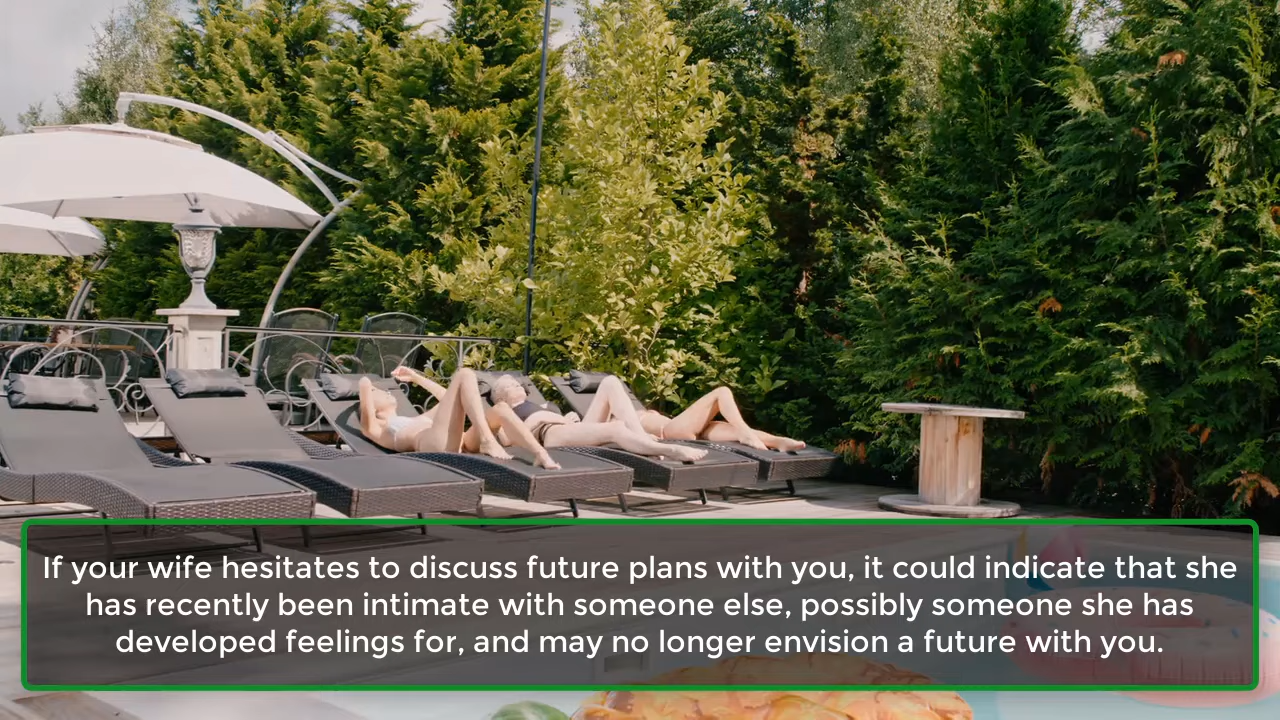 If your wife hesitates to discuss future plans with you, it could indicate that she
has recently been intimate with someone else, possibly someone she has
developed feelings for, and may no longer envision a future with you.